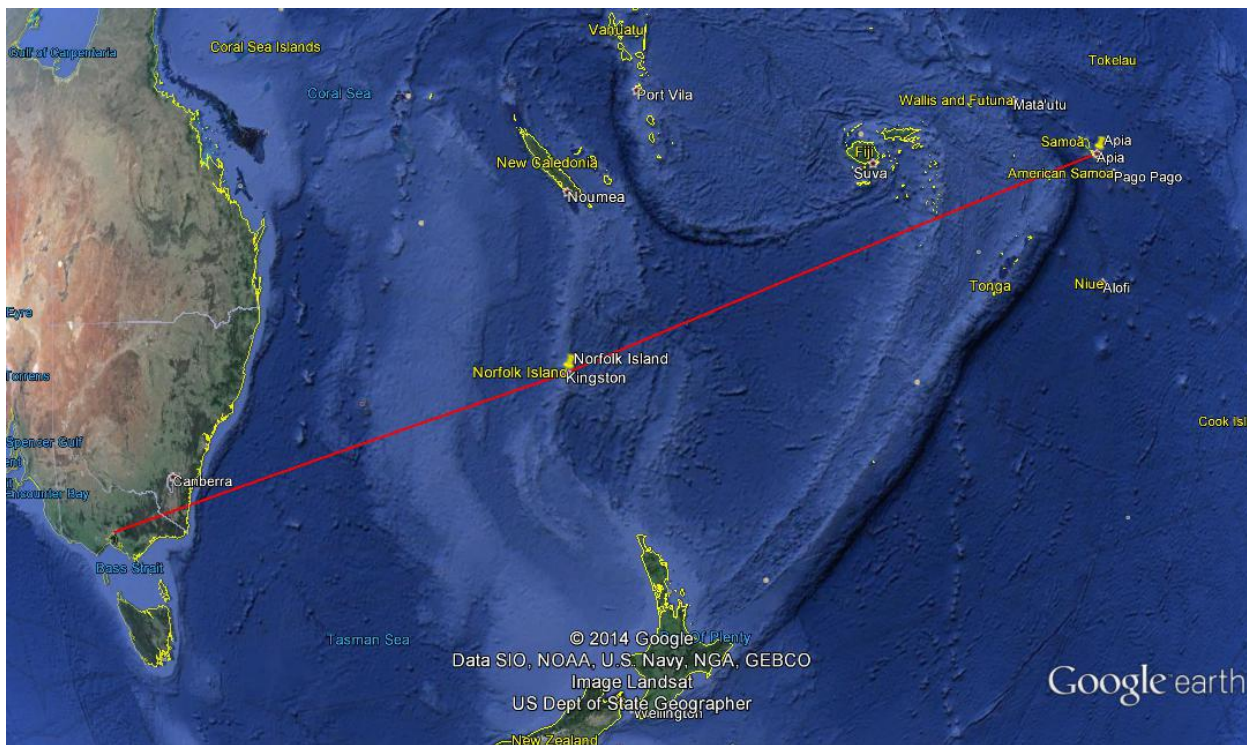 Vanuatu
Coral Sea Islands
Gulf of Carpentaria
Tokelau
Coral Sea
Port Vila
Wallis and Futuna
Mata'utu
Samoa
Apia
Fiji
Apia
New Caledonia
Suva
American Samoa
Pago Pago
Noumea
Tonga
Niue
Alofi
Eyre
Norfolk Island
Norfolk Island
Kingston
Torrens
Cook Isl
Spencer Gulf
Canberra
Encounter Bay
Bass Strait
Tasman Sea
© 2014 Google
Of Plenty
Data SIO, NOAA, U.S. Navy, NGA, GEBCO
Image Landsat
US Dept of State Geographer
Google earth
Wellington
New Zealand